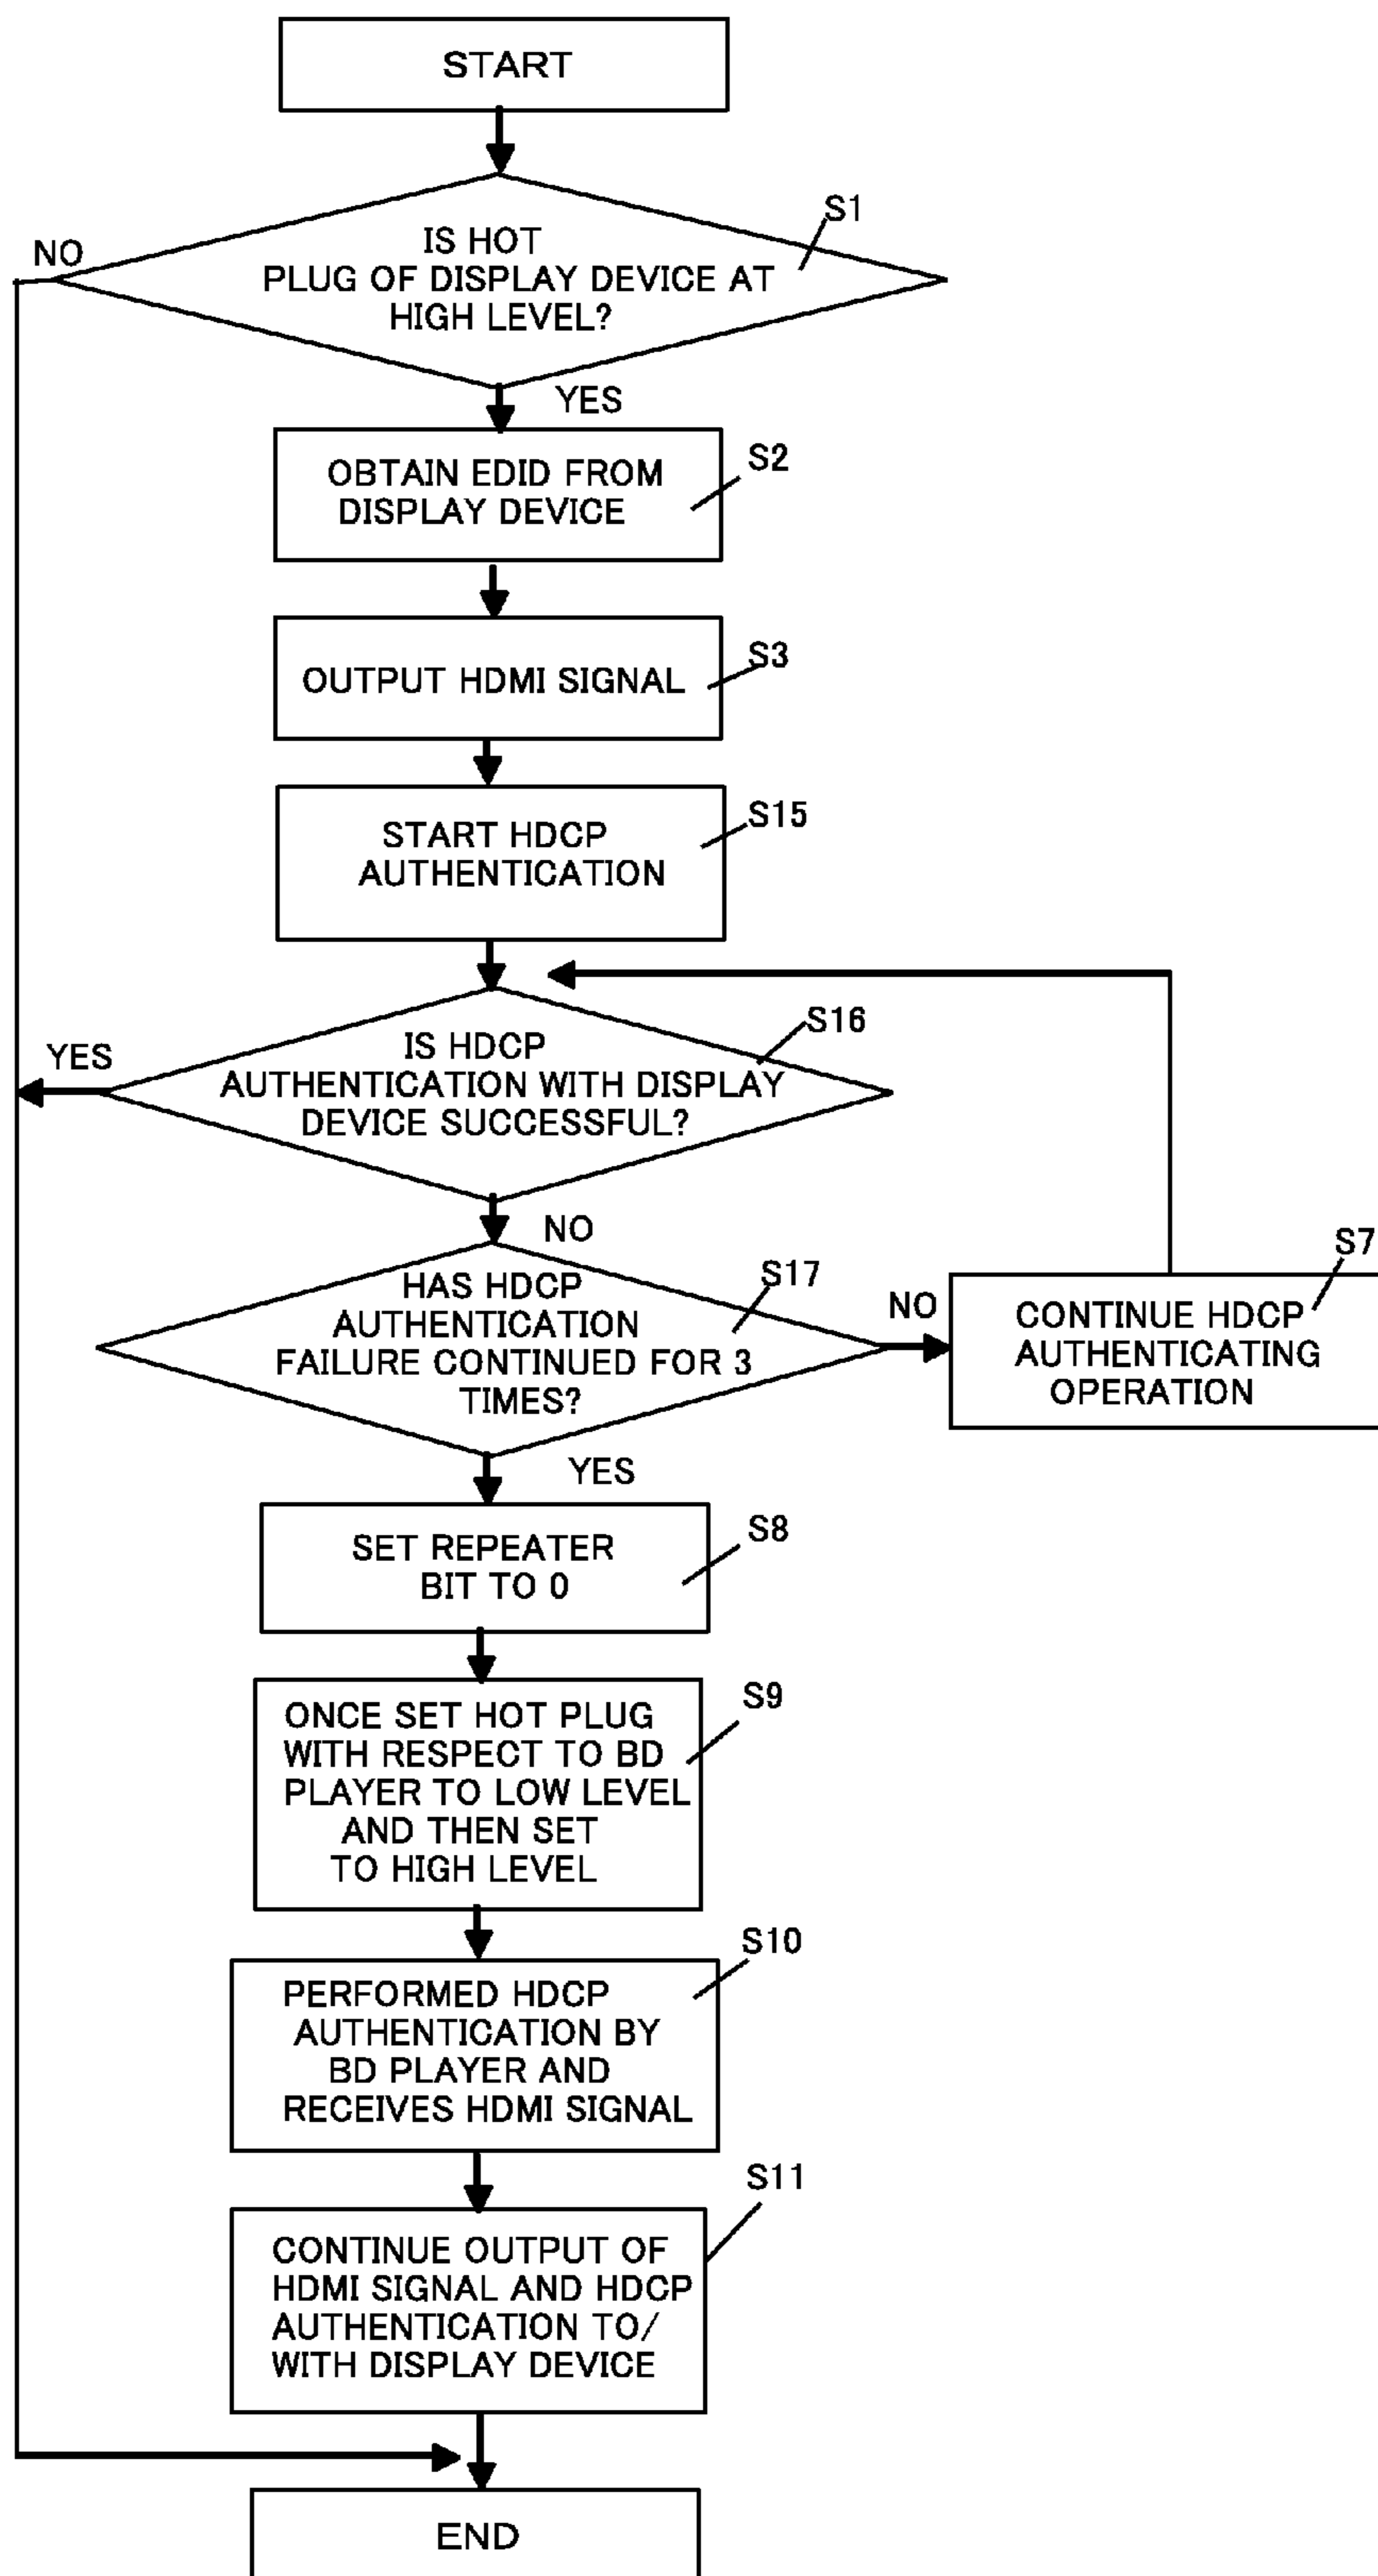 START
S1
NO
IS HOT
PLUG OF DISPLAY DEVICE AT
HIGH LEVEL?
YES
S2
OBTAIN EDID FROM
DISPLAY DEVICE
S3
OUTPUT HDMI SIGNAL
S15
START HDCP
AUTHENTICATION
S16
YES
IS HDCP
AUTHENTICATION WITH DISPLAY
DEVICE SUCCESSFUL?
NO
S17
HAS HDCP
AUTHENTICATION
FAILURE CONTINUED FOR 3
TIMES?
NO
S7
CONTINUE HDCP
AUTHENTICATING
OPERATION
YES
S8
SET REPEATER
BIT TO 0
S9
ONCE SET HOT PLUG
WITH RESPECT TO BD
PLAYER TO LOW LEVEL
AND THEN SET
TO HIGH LEVEL
S10
PERFORMED HDCP
AUTHENTICATION BY
BD PLAYER AND
RECEIVES HDMI SIGNAL
S11
CONTINUE OUTPUT OF
HDMI SIGNAL AND HDCP
AUTHENTICATION TO/
WITH DISPLAY DEVICE
END